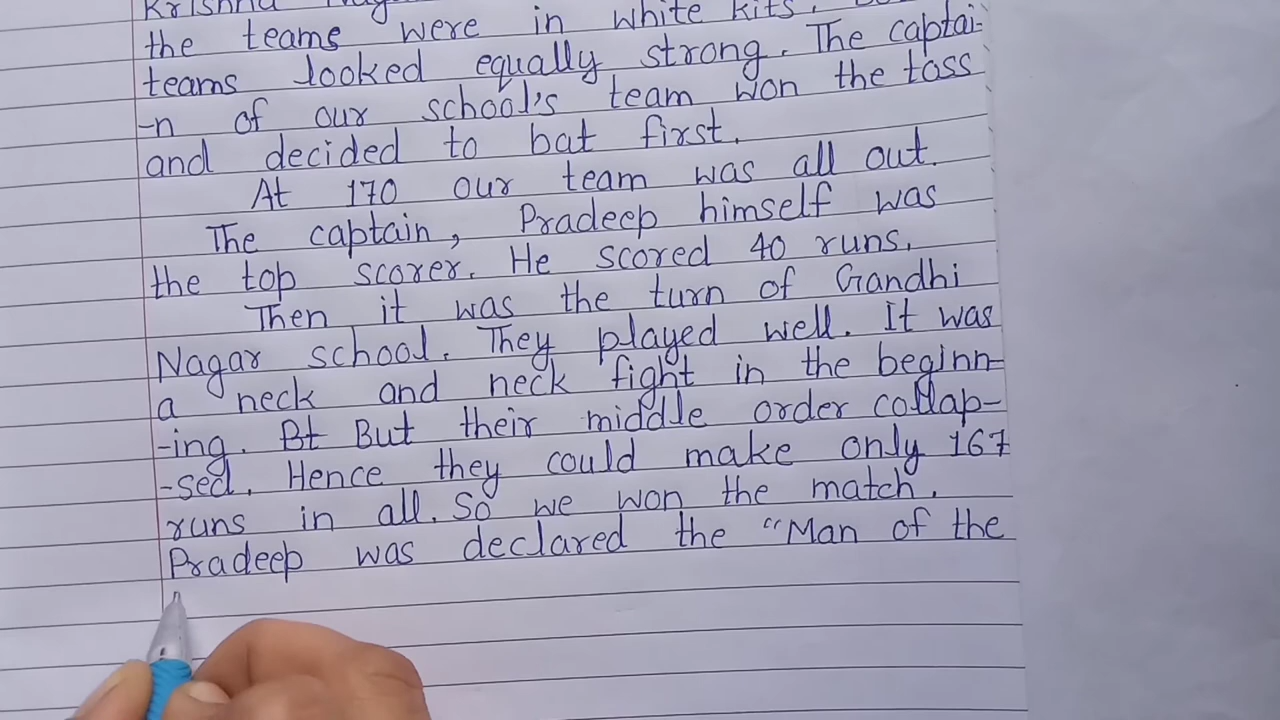 Krishna Nag
the teams were in white kits.
teams looked equally strong. The captai-
-n of our school's team won the toss
and decided to bat first.
At 170 our team was all out.
The captain, Pradeep himself was
the top scorer. He scored 40 runs.
Then it was the turn of Gandhi
Nagar school. They played well. It was
a neck and neck fight in the beginn-
-ing. Bt But their middle order collap-
-sed. Hence they could make only 167
runs in all. So we won the match.
Pradeep was declared the "Man of the